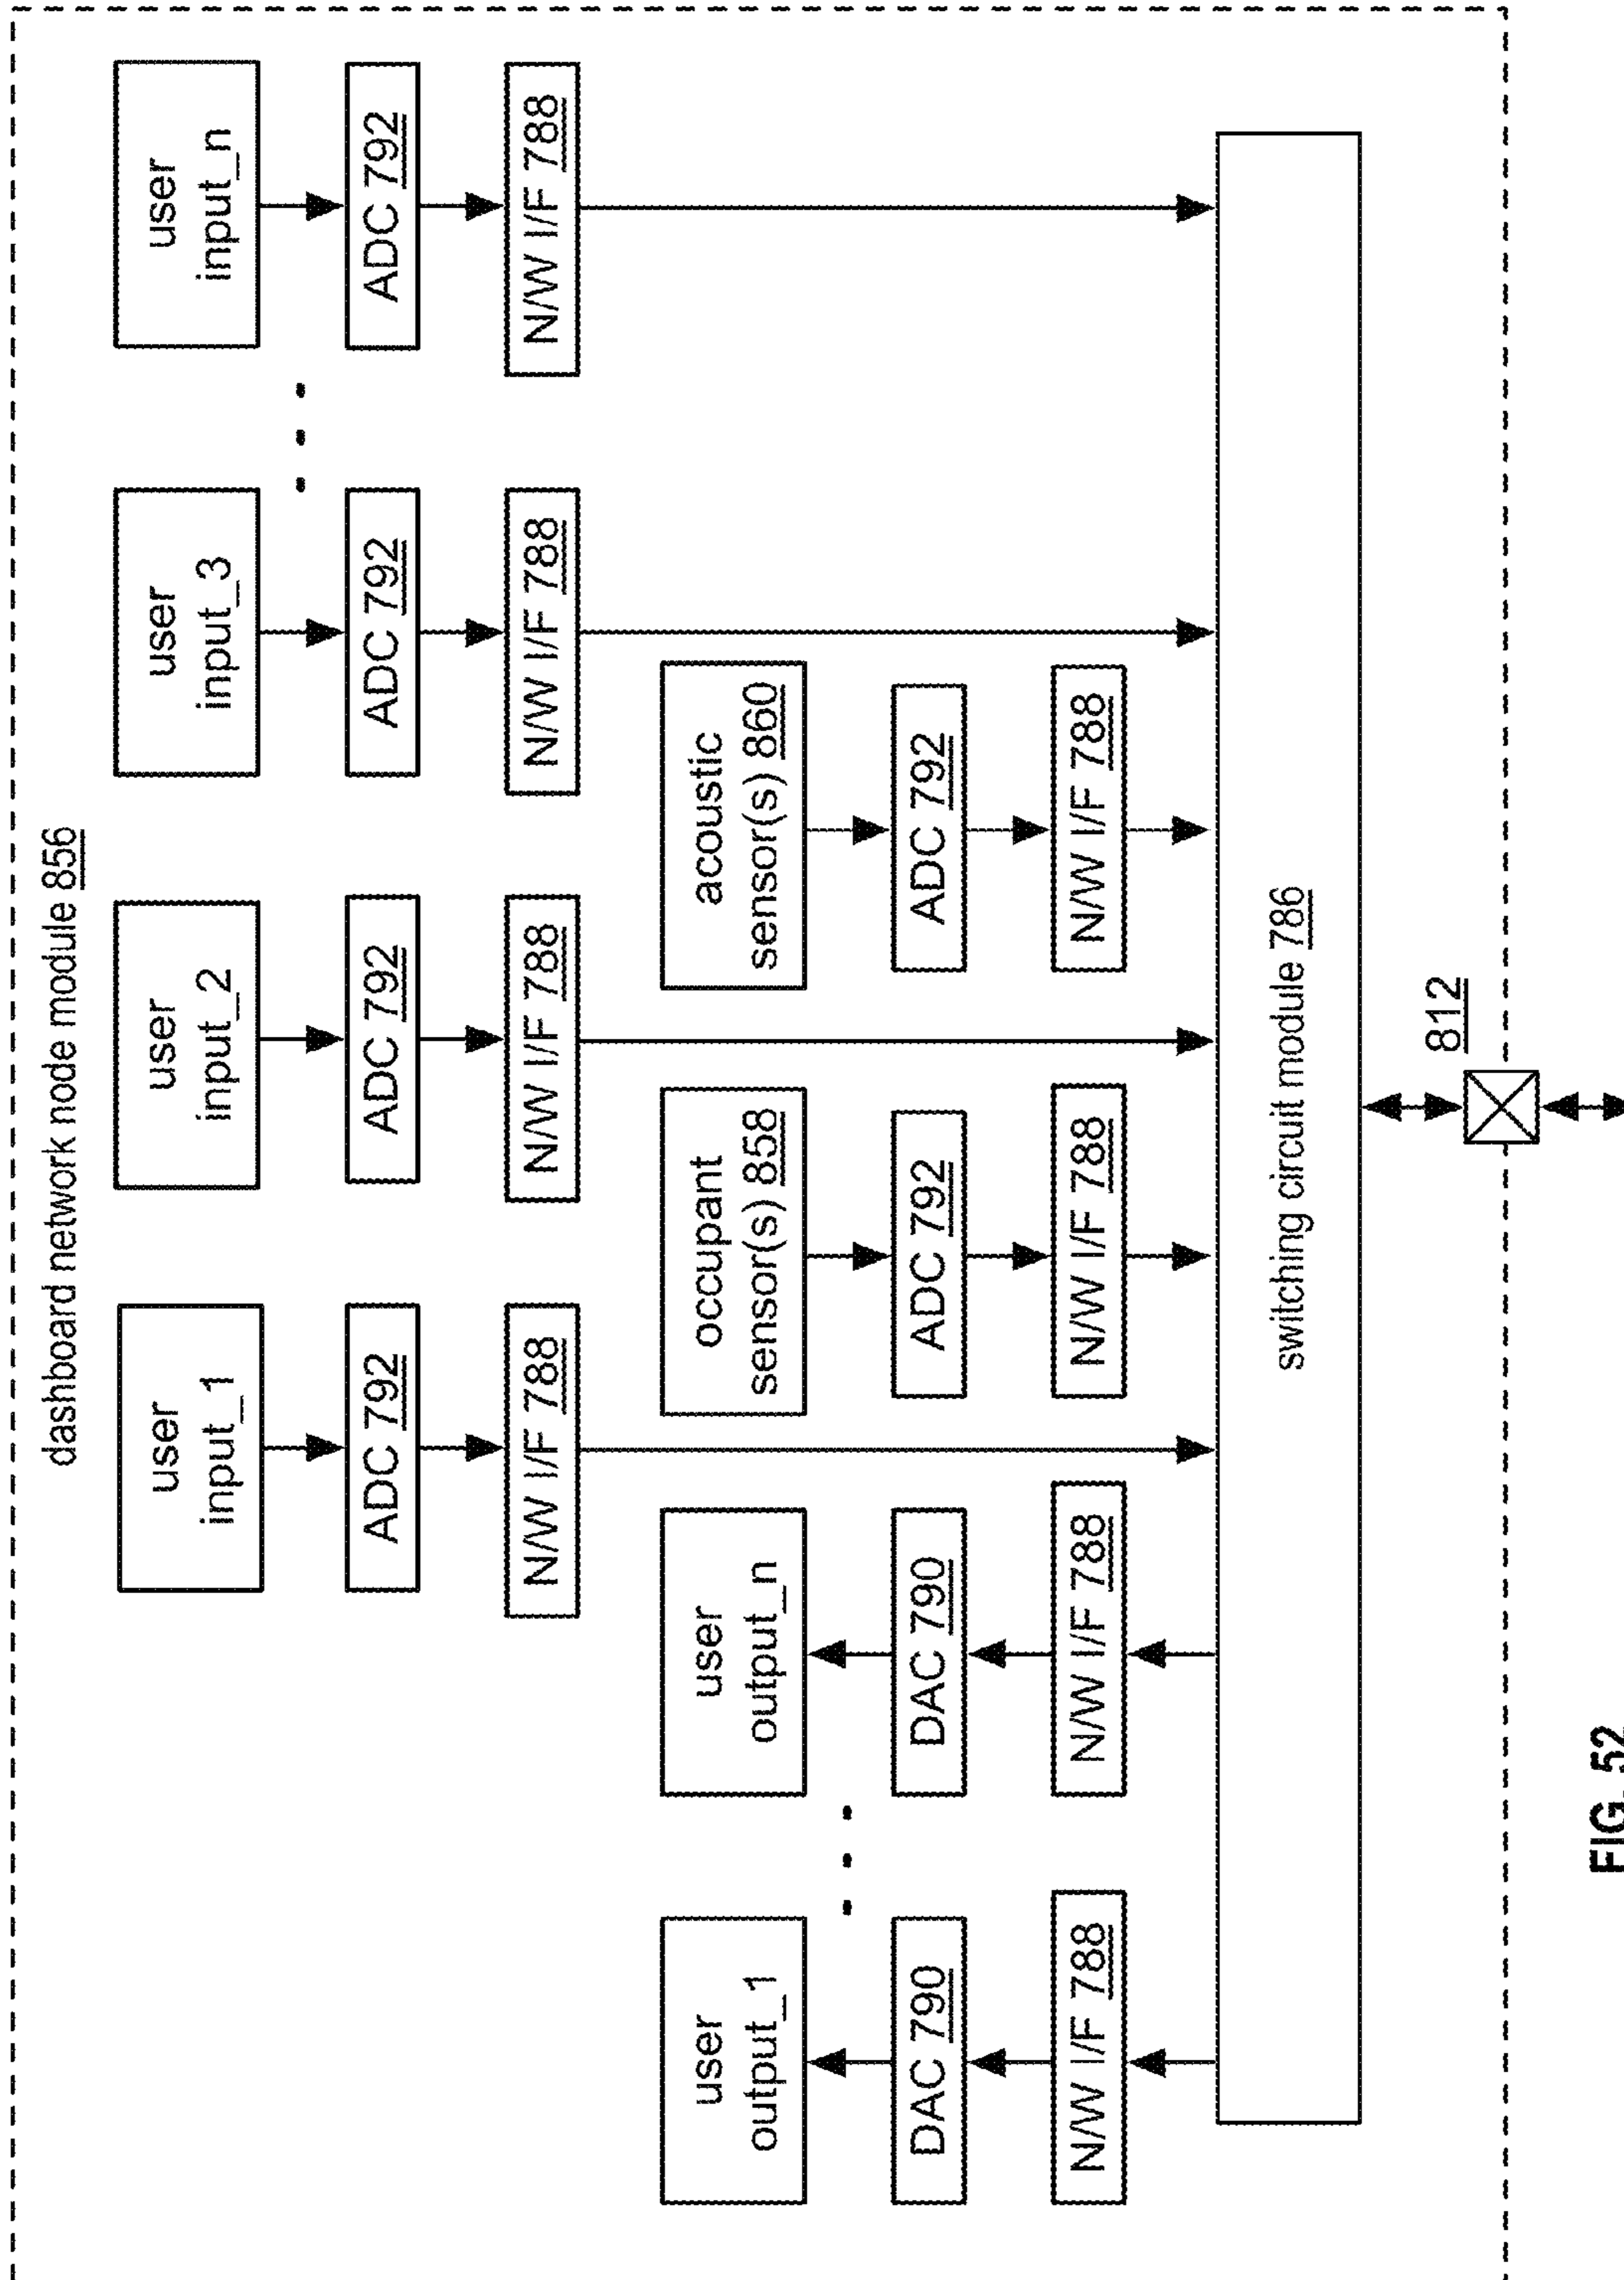 dashboard network node module 856
user
input_1
user
input_2
user
input_3
user
input_n
ADC 792
ADC 792
ADC 792
ADC 792
N/W I/F 788
N/W I/F 788
N/W I/F 788
N/W I/F 788
user
output_1
user
output_n
occupant
sensor(s) 858
acoustic
sensor(s) 860
DAC 790
DAC 790
ADC 792
ADC 792
N/W I/F 788
N/W I/F 788
N/W I/F 788
N/W I/F 788
switching circuit module 786
812
FIG. 52